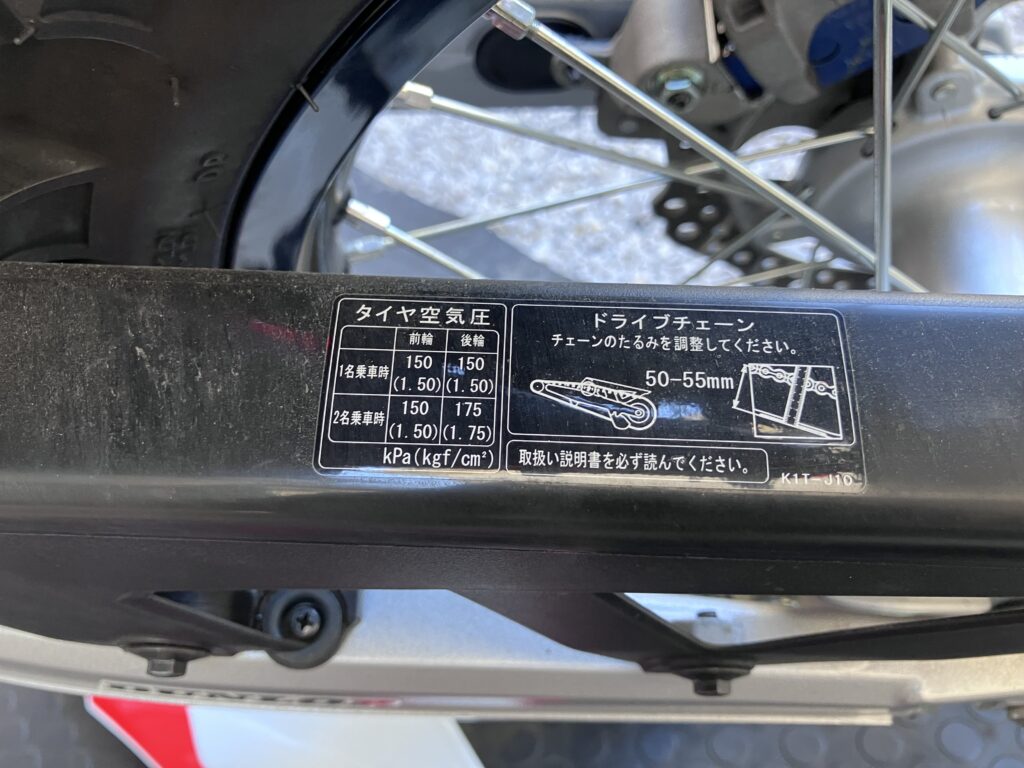 タイヤ空気圧
前輪 後輪
1名乗車時 150 150
(1.50) (1.50)
2名乗車時 150 175
(1.50) (1.75)
kPa(kgf/cm²)
ドライブチェーン
チェーンのたるみを調整してください。
50-55mm
取扱い説明書を必ず読んでください。
K1T-J10